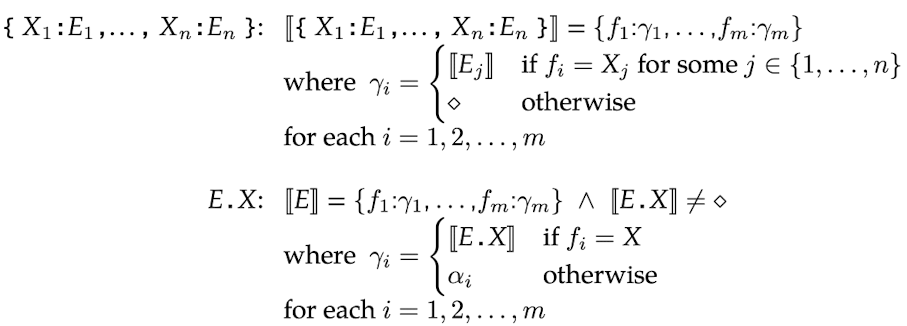 { X₁:E₁,..., Xₙ:Eₙ }: ⟦{ X₁:E₁,..., Xₙ:Eₙ }⟧ = {f₁:γ₁,...,fₘ:γₘ}
where γᵢ = { ⟦Eⱼ⟧ if fᵢ = Xⱼ for some j ∈ {1,...,n}
⋄ otherwise
for each i = 1, 2, ..., m
E.X: ⟦E⟧ = {f₁:γ₁,...,fₘ:γₘ} ∧ ⟦E.X⟧ ≠ ⋄
where γᵢ = { ⟦E.X⟧ if fᵢ = X
αᵢ otherwise
for each i = 1, 2, ..., m